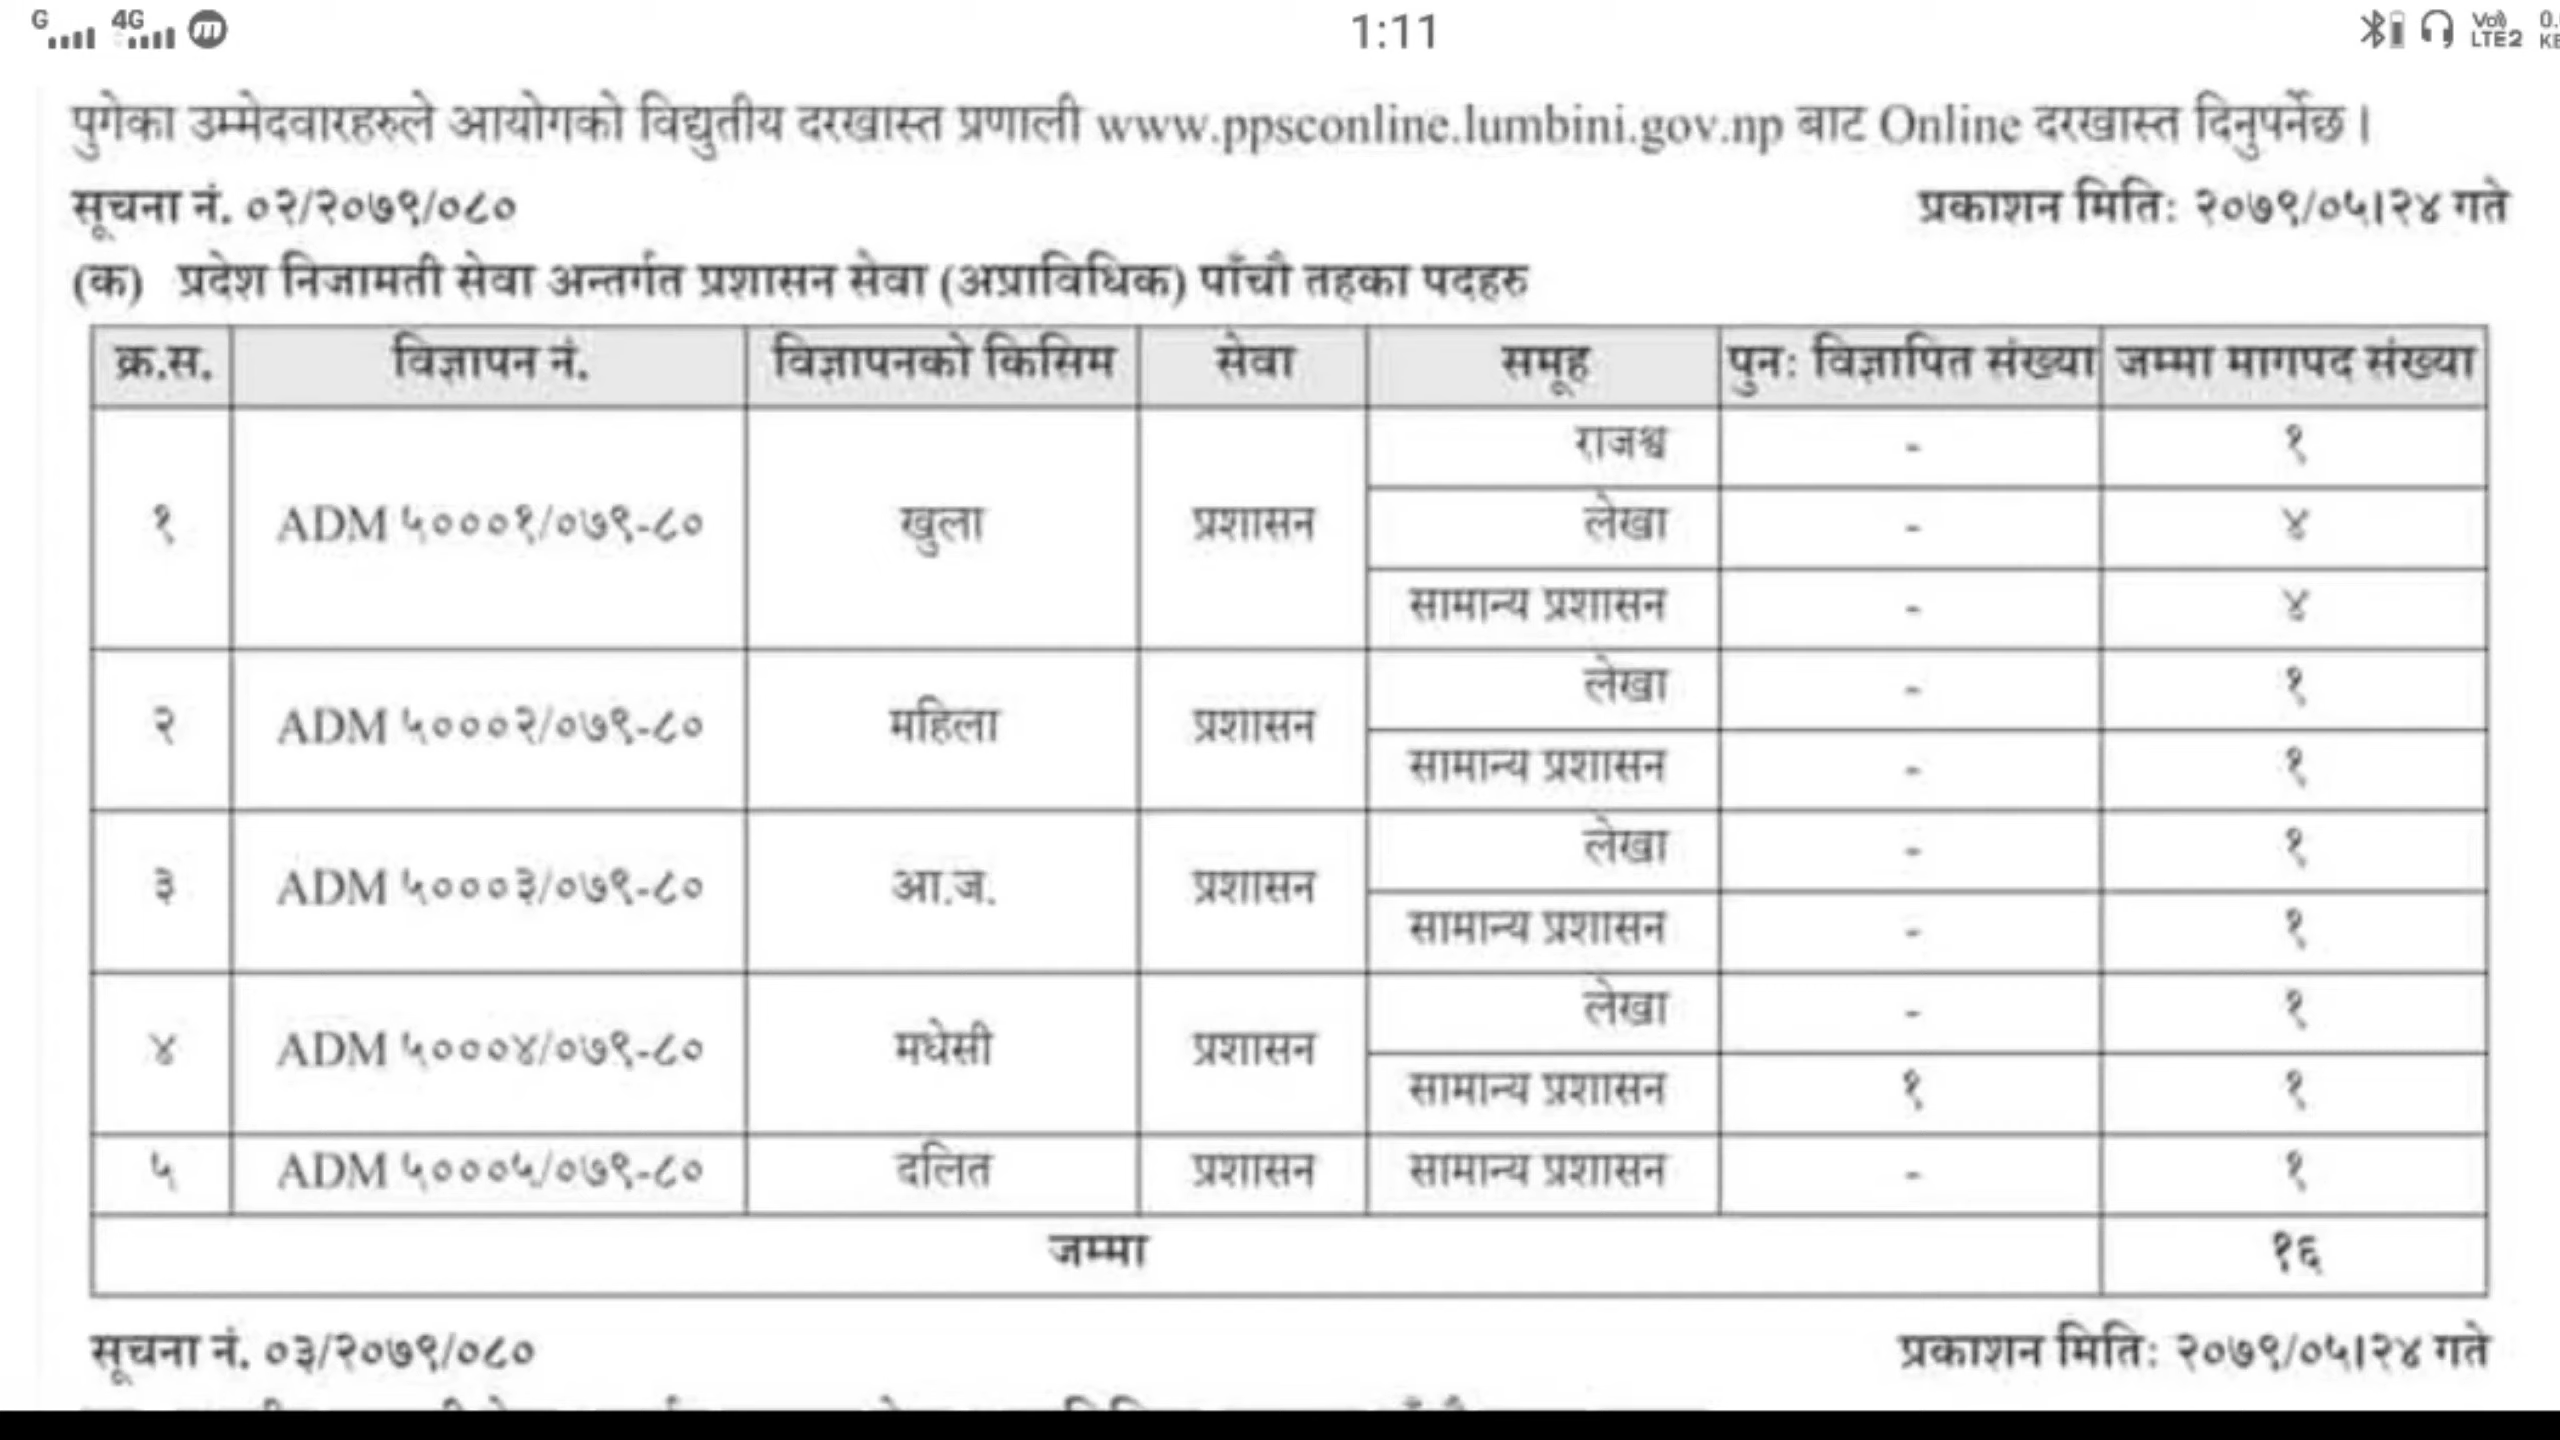 G 4G m 1:11 Vo) LTE2 0. KB
पुगेका उम्मेदवारहरुले आयोगको विद्युतीय दरखास्त प्रणाली www.ppsconline.lumbini.gov.np बाट Online दरखास्त दिनुपर्नेछ।
सूचना नं. ०२/२०७९/०८० प्रकाशन मिति: २०७९/०५।२४ गते
(क) प्रदेश निजामती सेवा अन्तर्गत प्रशासन सेवा (अप्राविधिक) पाँचौ तहका पदहरु
क्र.स. विज्ञापन नं. विज्ञापनको किसिम सेवा समूह पुन: विज्ञापित संख्या जम्मा मागपद संख्या
१ ADM ५०००१/०७९-८० खुला प्रशासन राजश्व - १
लेखा - ४
सामान्य प्रशासन - ४
२ ADM ५०००२/०७९-८० महिला प्रशासन लेखा - १
सामान्य प्रशासन - १
३ ADM ५०००३/०७९-८० आ.ज. प्रशासन लेखा - १
सामान्य प्रशासन - १
४ ADM ५०००४/०७९-८० मधेसी प्रशासन लेखा - १
सामान्य प्रशासन १ १
५ ADM ५०००५/०७९-८० दलित प्रशासन सामान्य प्रशासन - १
जम्मा १६
सूचना नं. ०३/२०७९/०८० प्रकाशन मिति: २०७९/०५।२४ गते